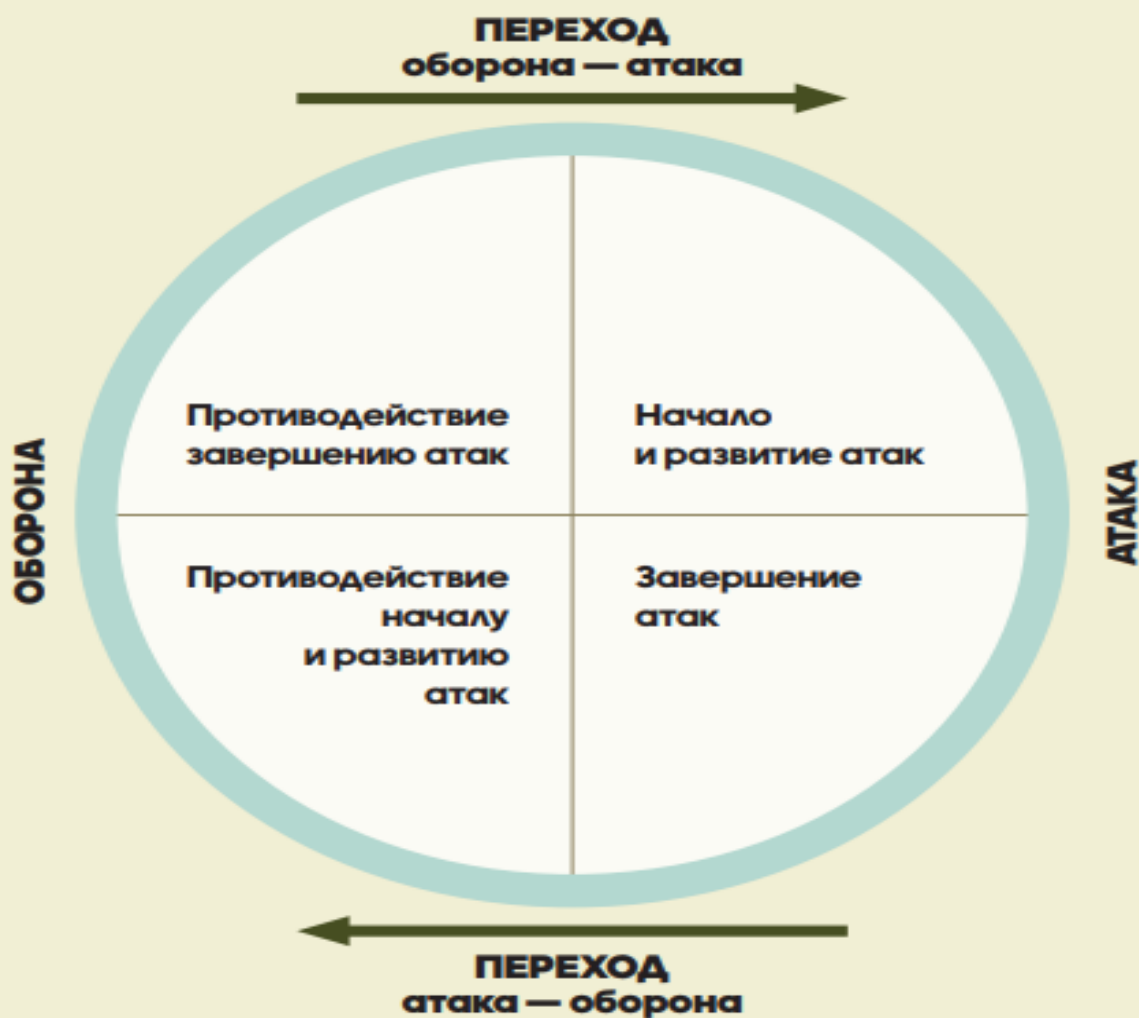 ПЕРЕХОД
оборона — атака
ОБОРОНА
Противодействие
завершению атак
Начало
и развитие атак
Противодействие
началу
и развитию
атак
Завершение
атак
АТАКА
ПЕРЕХОД
атака — оборона